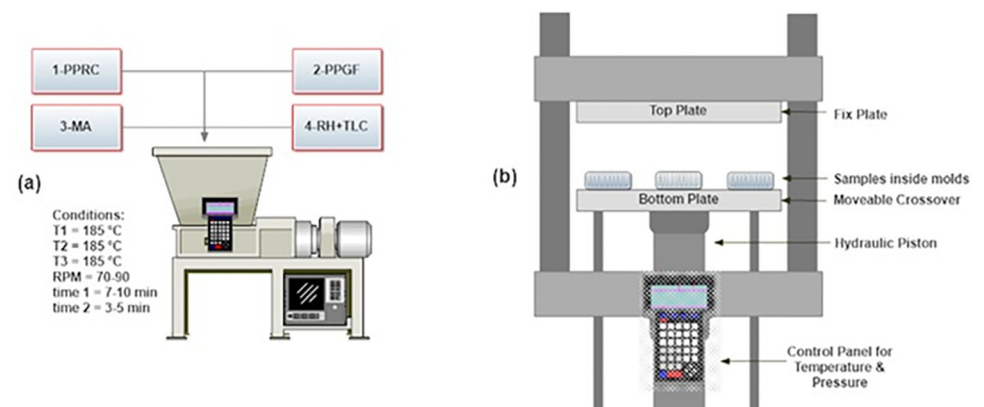 1-PPRC
2-PPGF
3-MA
4-RH+TLC
(a)
Conditions:
T1 = 185 °C
T2 = 185 °C
T3 = 185 °C
RPM = 70-90
time 1 = 7-10 min
time 2 = 3-5 min
(b)
Top Plate
Fix Plate
Samples inside molds
Bottom Plate
Moveable Crossover
Hydraulic Piston
Control Panel for
Temperature &
Pressure